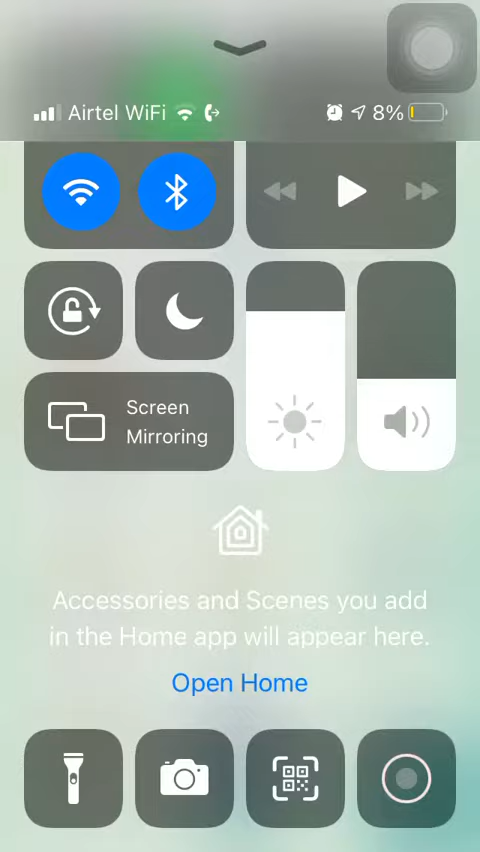 Airtel WiFi 8%
Screen
Mirroring
Accessories and Scenes you add
in the Home app will appear here.
Open Home